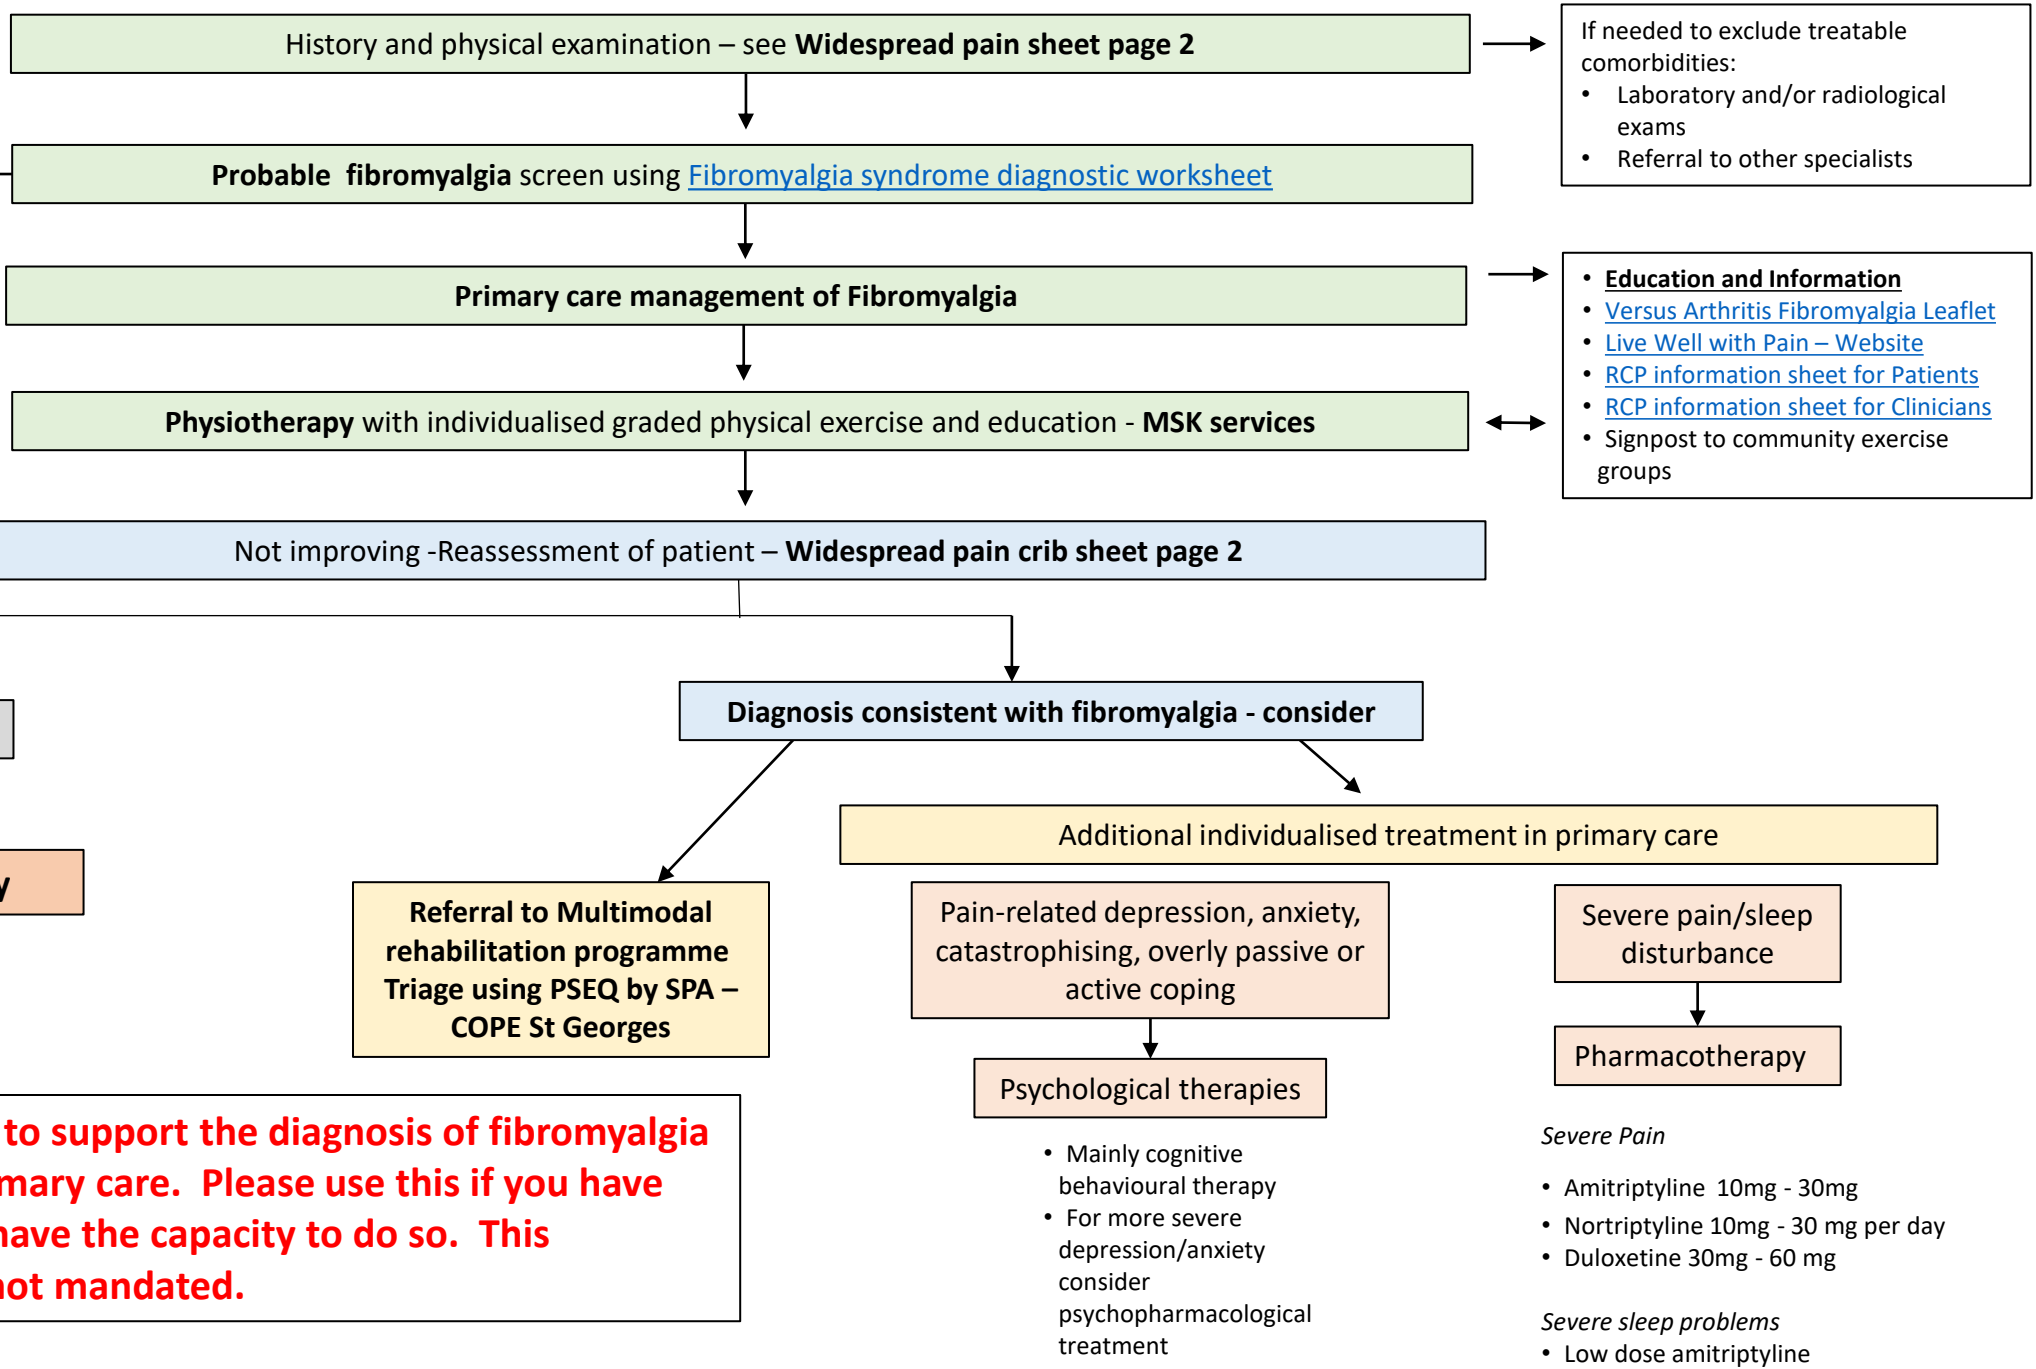 History and physical examination – see Widespread pain sheet page 2
If needed to exclude treatable
comorbidities:
• Laboratory and/or radiological
exams
• Referral to other specialists
Probable fibromyalgia screen using Fibromyalgia syndrome diagnostic worksheet
Primary care management of Fibromyalgia
• Education and Information
• Versus Arthritis Fibromyalgia Leaflet
• Live Well with Pain – Website
• RCP information sheet for Patients
• RCP information sheet for Clinicians
• Signpost to community exercise
groups
Physiotherapy with individualised graded physical exercise and education - MSK services
Not improving -Reassessment of patient – Widespread pain crib sheet page 2
Diagnosis consistent with fibromyalgia - consider
Additional individualised treatment in primary care
y
Referral to Multimodal
rehabilitation programme
Triage using PSEQ by SPA –
COPE St Georges
Pain-related depression, anxiety,
catastrophising, overly passive or
active coping
Severe pain/sleep
disturbance
Psychological therapies
Pharmacotherapy
• Mainly cognitive
behavioural therapy
• For more severe
depression/anxiety
consider
psychopharmacological
treatment
Severe Pain
• Amitriptyline 10mg - 30mg
• Nortriptyline 10mg - 30 mg per day
• Duloxetine 30mg - 60 mg
Severe sleep problems
• Low dose amitriptyline
to support the diagnosis of fibromyalgia
mary care. Please use this if you have
have the capacity to do so. This
not mandated.